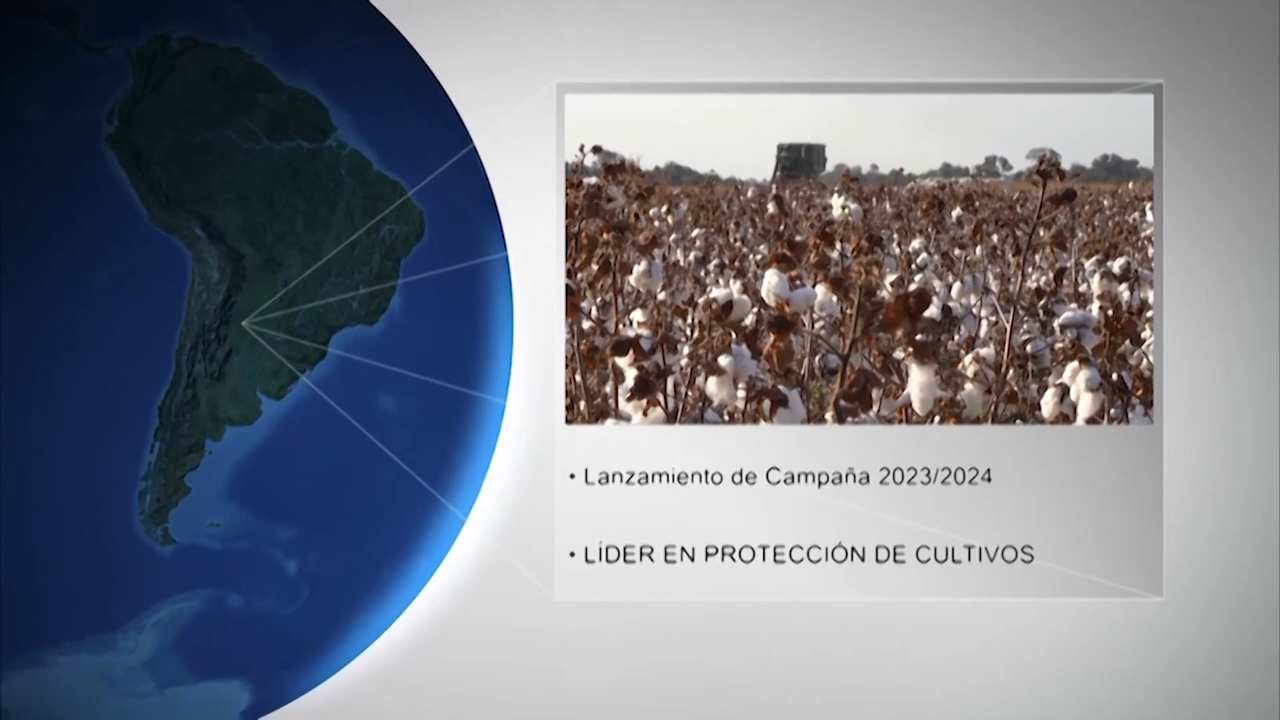 • Lanzamiento de Campaña 2023/2024
• LÍDER EN PROTECCIÓN DE CULTIVOS